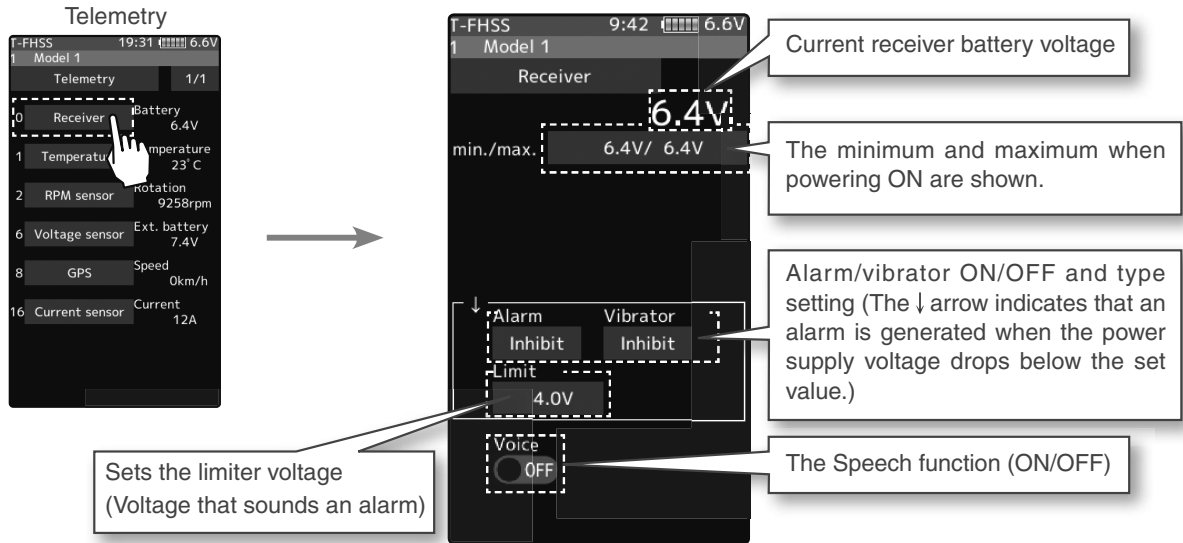 Telemetry
T-FHSS 19:31 6.6V
1 Model 1
Telemetry 1/1
0 Receiver Battery
6.4V
1 Temperatu mperature
23°C
2 RPM sensor Rotation
9258rpm
6 Voltage sensor Ext. battery
7.4V
8 GPS Speed
0km/h
16 Current sensor Current
12A
T-FHSS 9:42 6.6V
1 Model 1
Receiver
6.4V
min./max. 6.4V/ 6.4V
↓
Alarm Vibrator
Inhibit Inhibit
Limit
4.0V
Voice
OFF
Current receiver battery voltage
The minimum and maximum when
powering ON are shown.
Alarm/vibrator ON/OFF and type
setting (The ↓ arrow indicates that an
alarm is generated when the power
supply voltage drops below the set
value.)
The Speech function (ON/OFF)
Sets the limiter voltage
(Voltage that sounds an alarm)